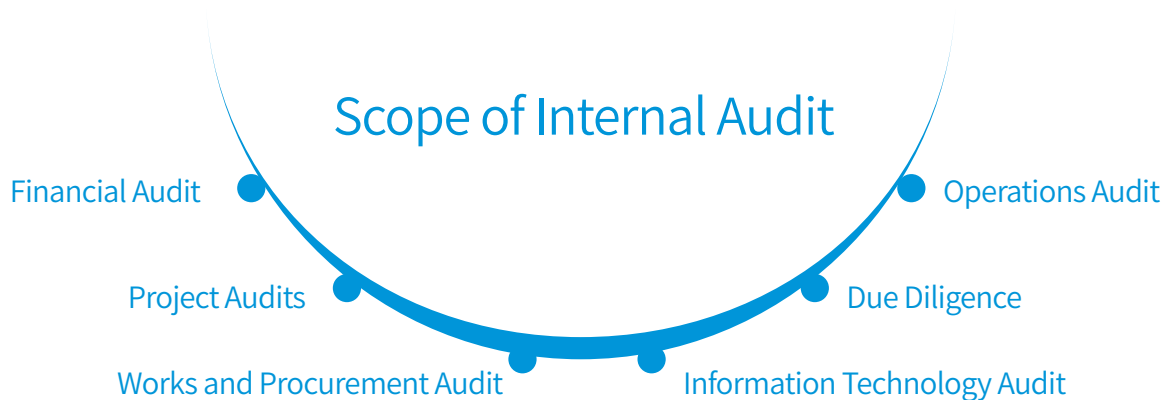 Scope of Internal Audit
Financial Audit
Operations Audit
Project Audits
Due Diligence
Works and Procurement Audit
Information Technology Audit